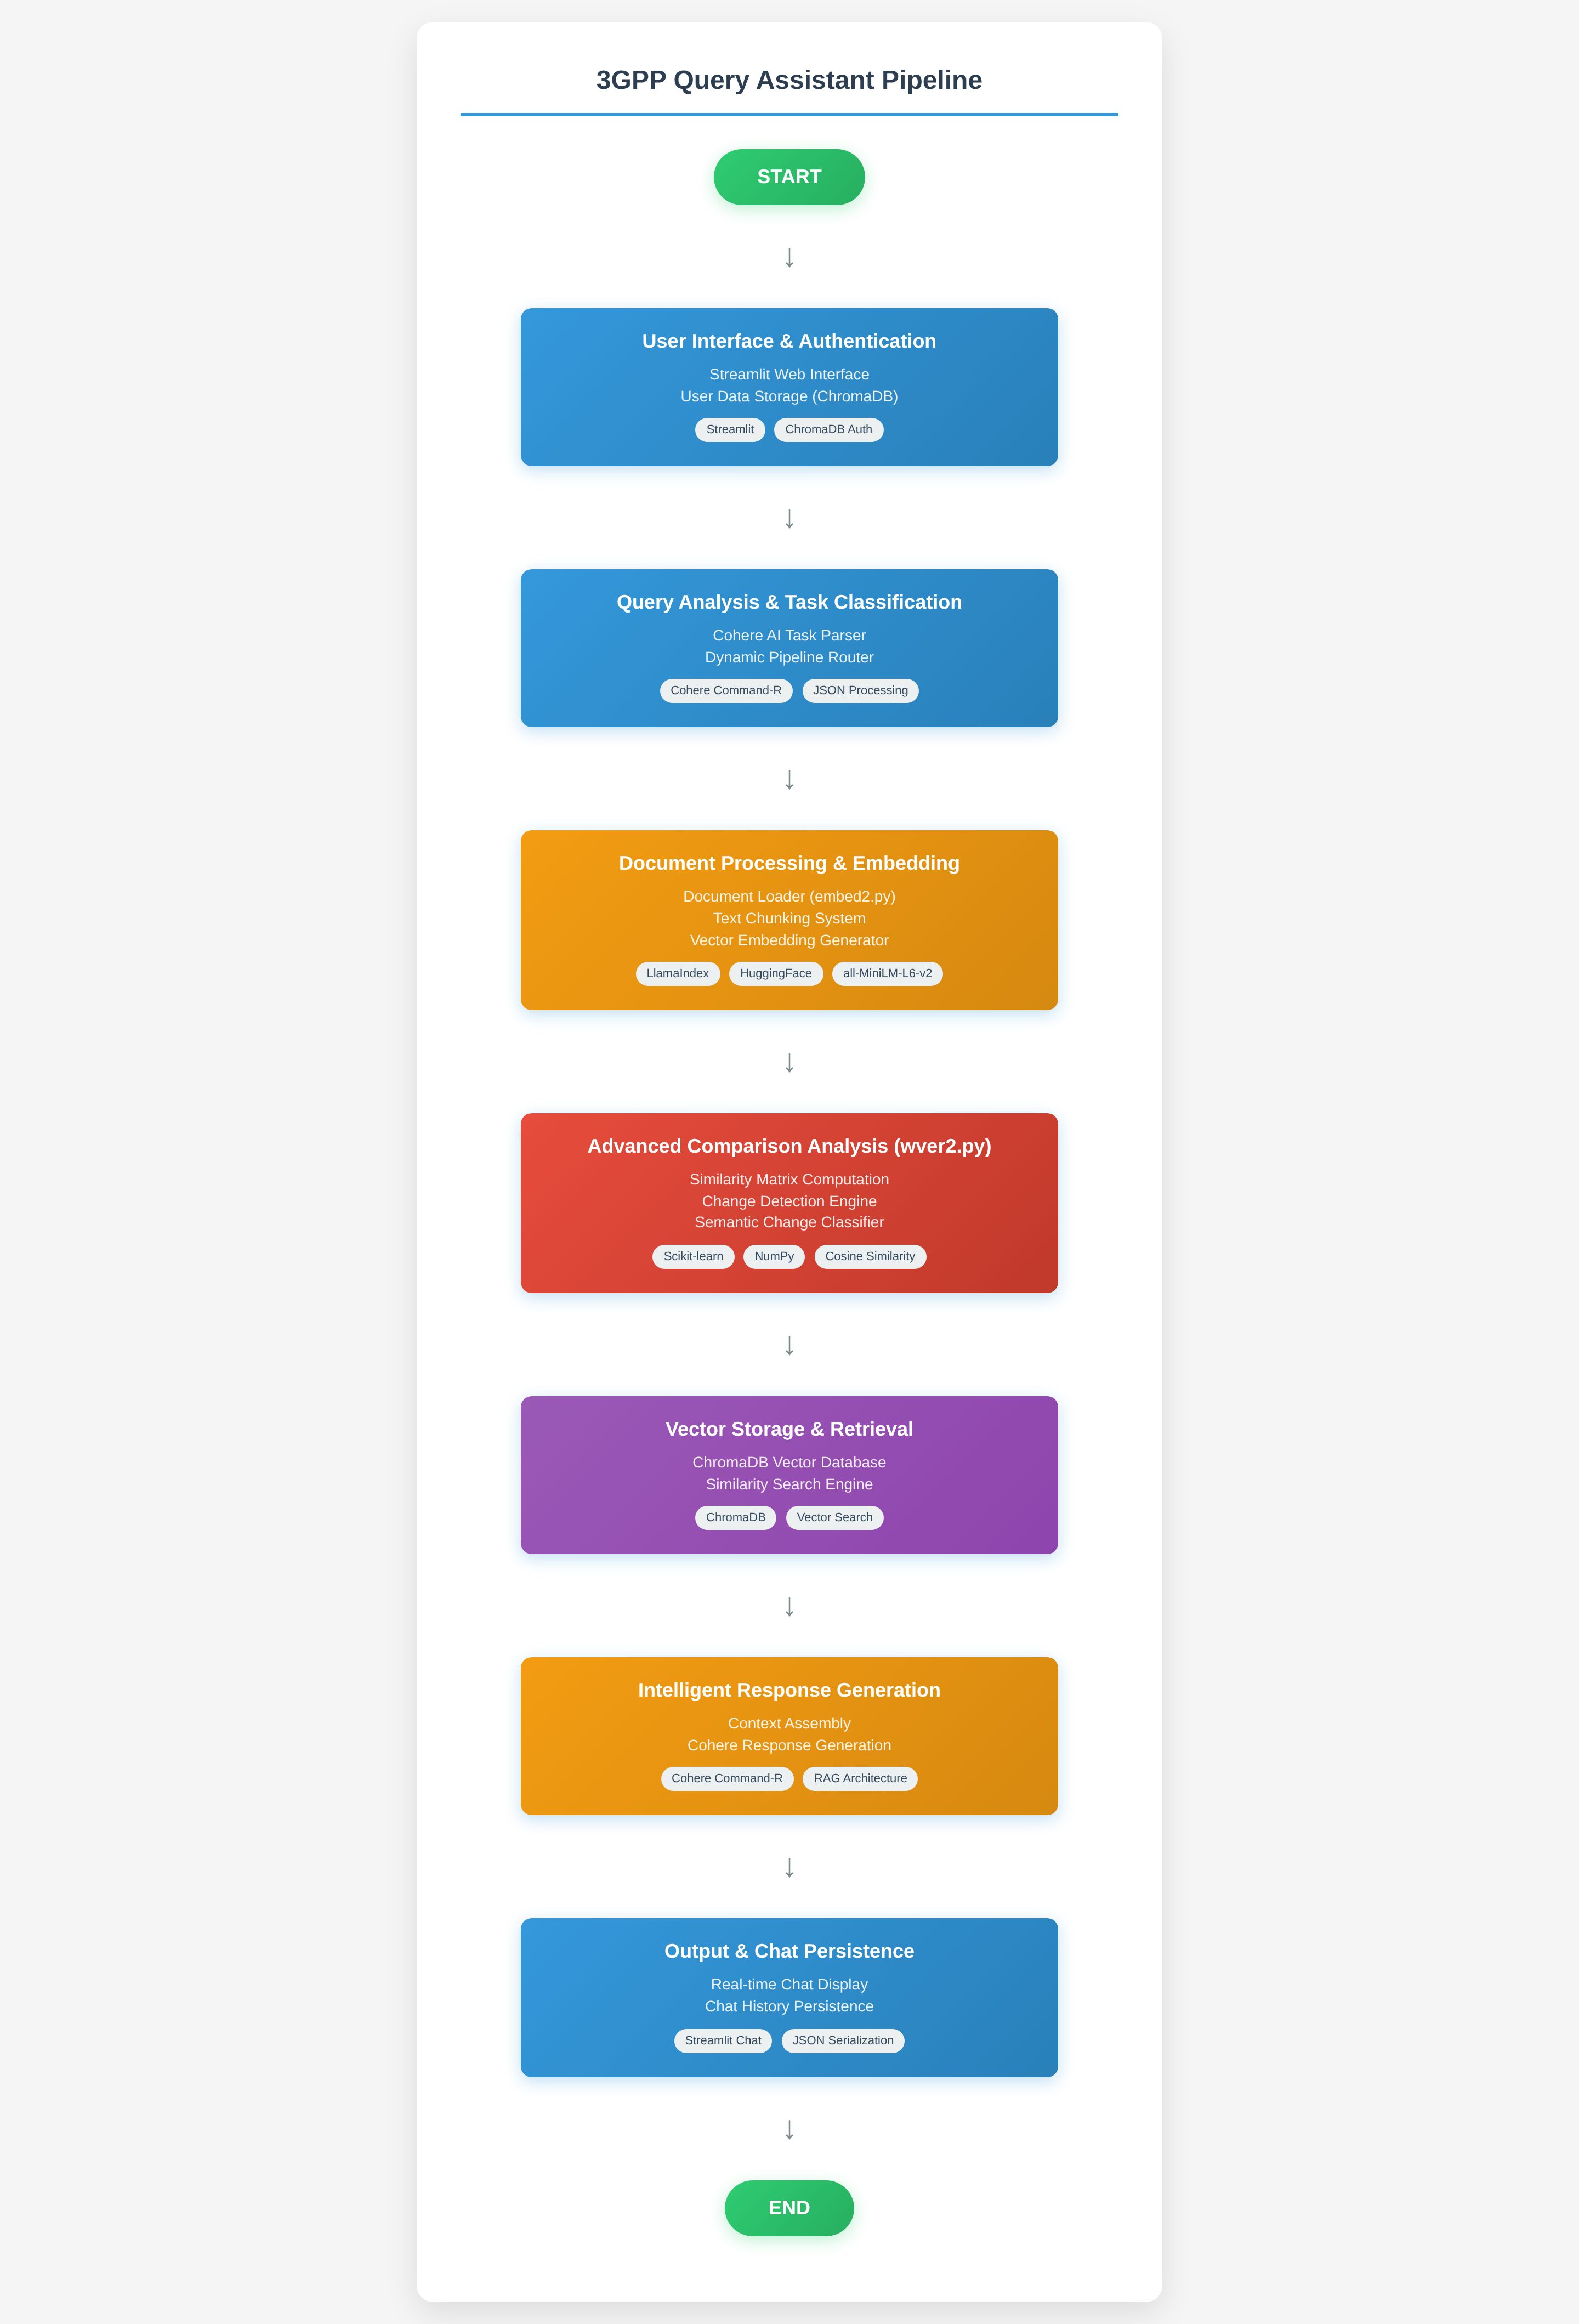 3GPP Query Assistant Pipeline
START
↓
User Interface & Authentication
Streamlit Web Interface
User Data Storage (ChromaDB)
Streamlit ChromaDB Auth
↓
Query Analysis & Task Classification
Cohere AI Task Parser
Dynamic Pipeline Router
Cohere Command-R JSON Processing
↓
Document Processing & Embedding
Document Loader (embed2.py)
Text Chunking System
Vector Embedding Generator
LlamaIndex HuggingFace all-MiniLM-L6-v2
↓
Advanced Comparison Analysis (wver2.py)
Similarity Matrix Computation
Change Detection Engine
Semantic Change Classifier
Scikit-learn NumPy Cosine Similarity
↓
Vector Storage & Retrieval
ChromaDB Vector Database
Similarity Search Engine
ChromaDB Vector Search
↓
Intelligent Response Generation
Context Assembly
Cohere Response Generation
Cohere Command-R RAG Architecture
↓
Output & Chat Persistence
Real-time Chat Display
Chat History Persistence
Streamlit Chat JSON Serialization
↓
END